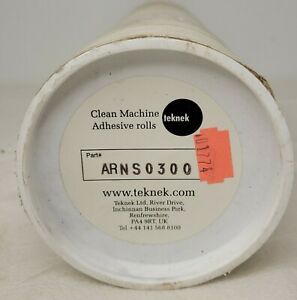 Clean Machine
Adhesive rolls
teknek
Part#
ARNS0300
www.teknek.com
Teknek Ltd, River Drive,
Inchinnan Business Park,
Renfrewshire,
PA4 9RT, UK
Tel +44 141 568 8100